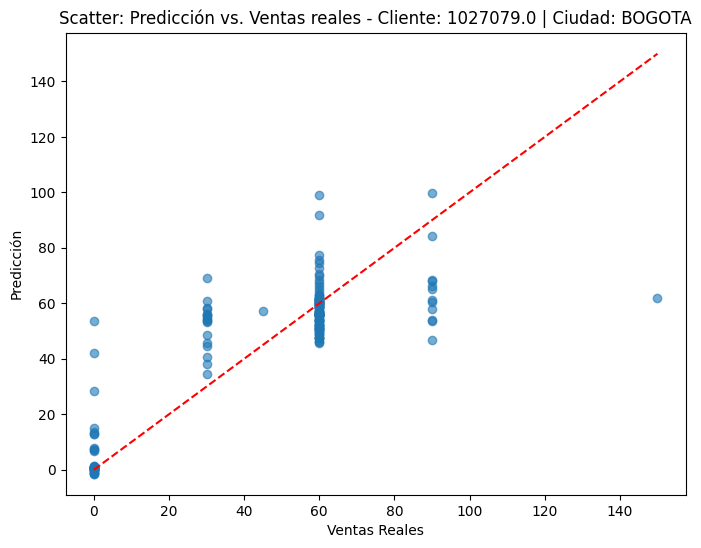 Scatter: Predicción vs. Ventas reales - Cliente: 1027079.0 | Ciudad: BOGOTA
Predicción
140
120
100
80
60
40
20
0
0 20 40 60 80 100 120 140
Ventas Reales